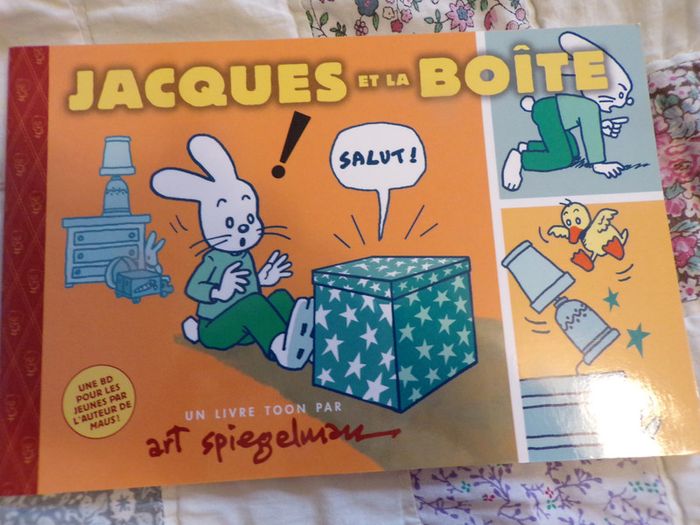 JACQUES ET LA BOÎTE
!
SALUT!
UNE BD
POUR LES
JEUNES PAR
L'AUTEUR DE
MAUS!
UN LIVRE TOON PAR
art spiegelman